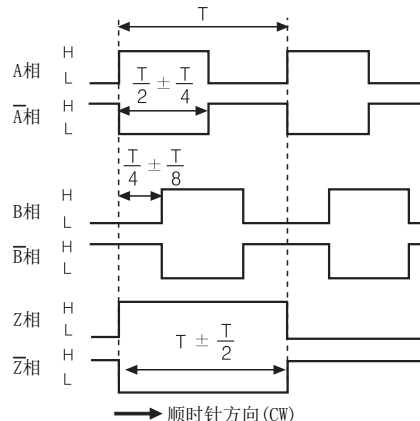 T
A相 H
L
T/2 ± T/4
A̅相 H
L
T/4 ± T/8
B相 H
L
B̅相 H
L
Z相 H
L
T ± T/2
Z̅相 H
L
顺时针方向(CW)